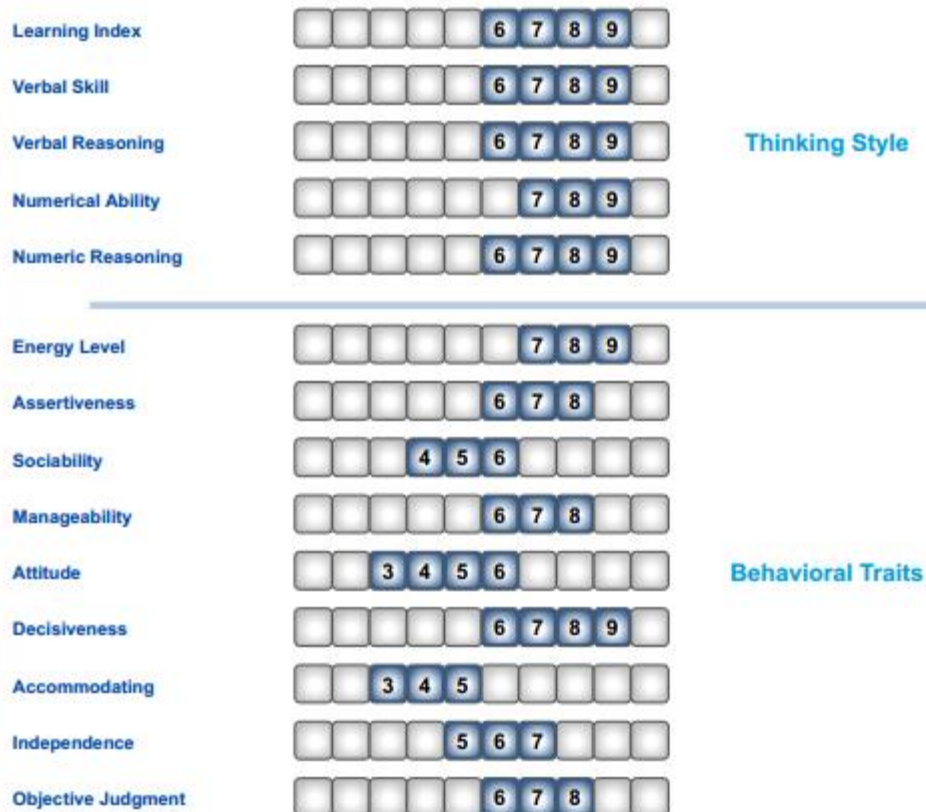 Learning Index 6 7 8 9
Verbal Skill 6 7 8 9
Verbal Reasoning 6 7 8 9 Thinking Style
Numerical Ability 7 8 9
Numeric Reasoning 6 7 8 9
Energy Level 7 8 9
Assertiveness 6 7 8
Sociability 4 5 6
Manageability 6 7 8
Attitude 3 4 5 6 Behavioral Traits
Decisiveness 6 7 8 9
Accommodating 3 4 5
Independence 5 6 7
Objective Judgment 6 7 8